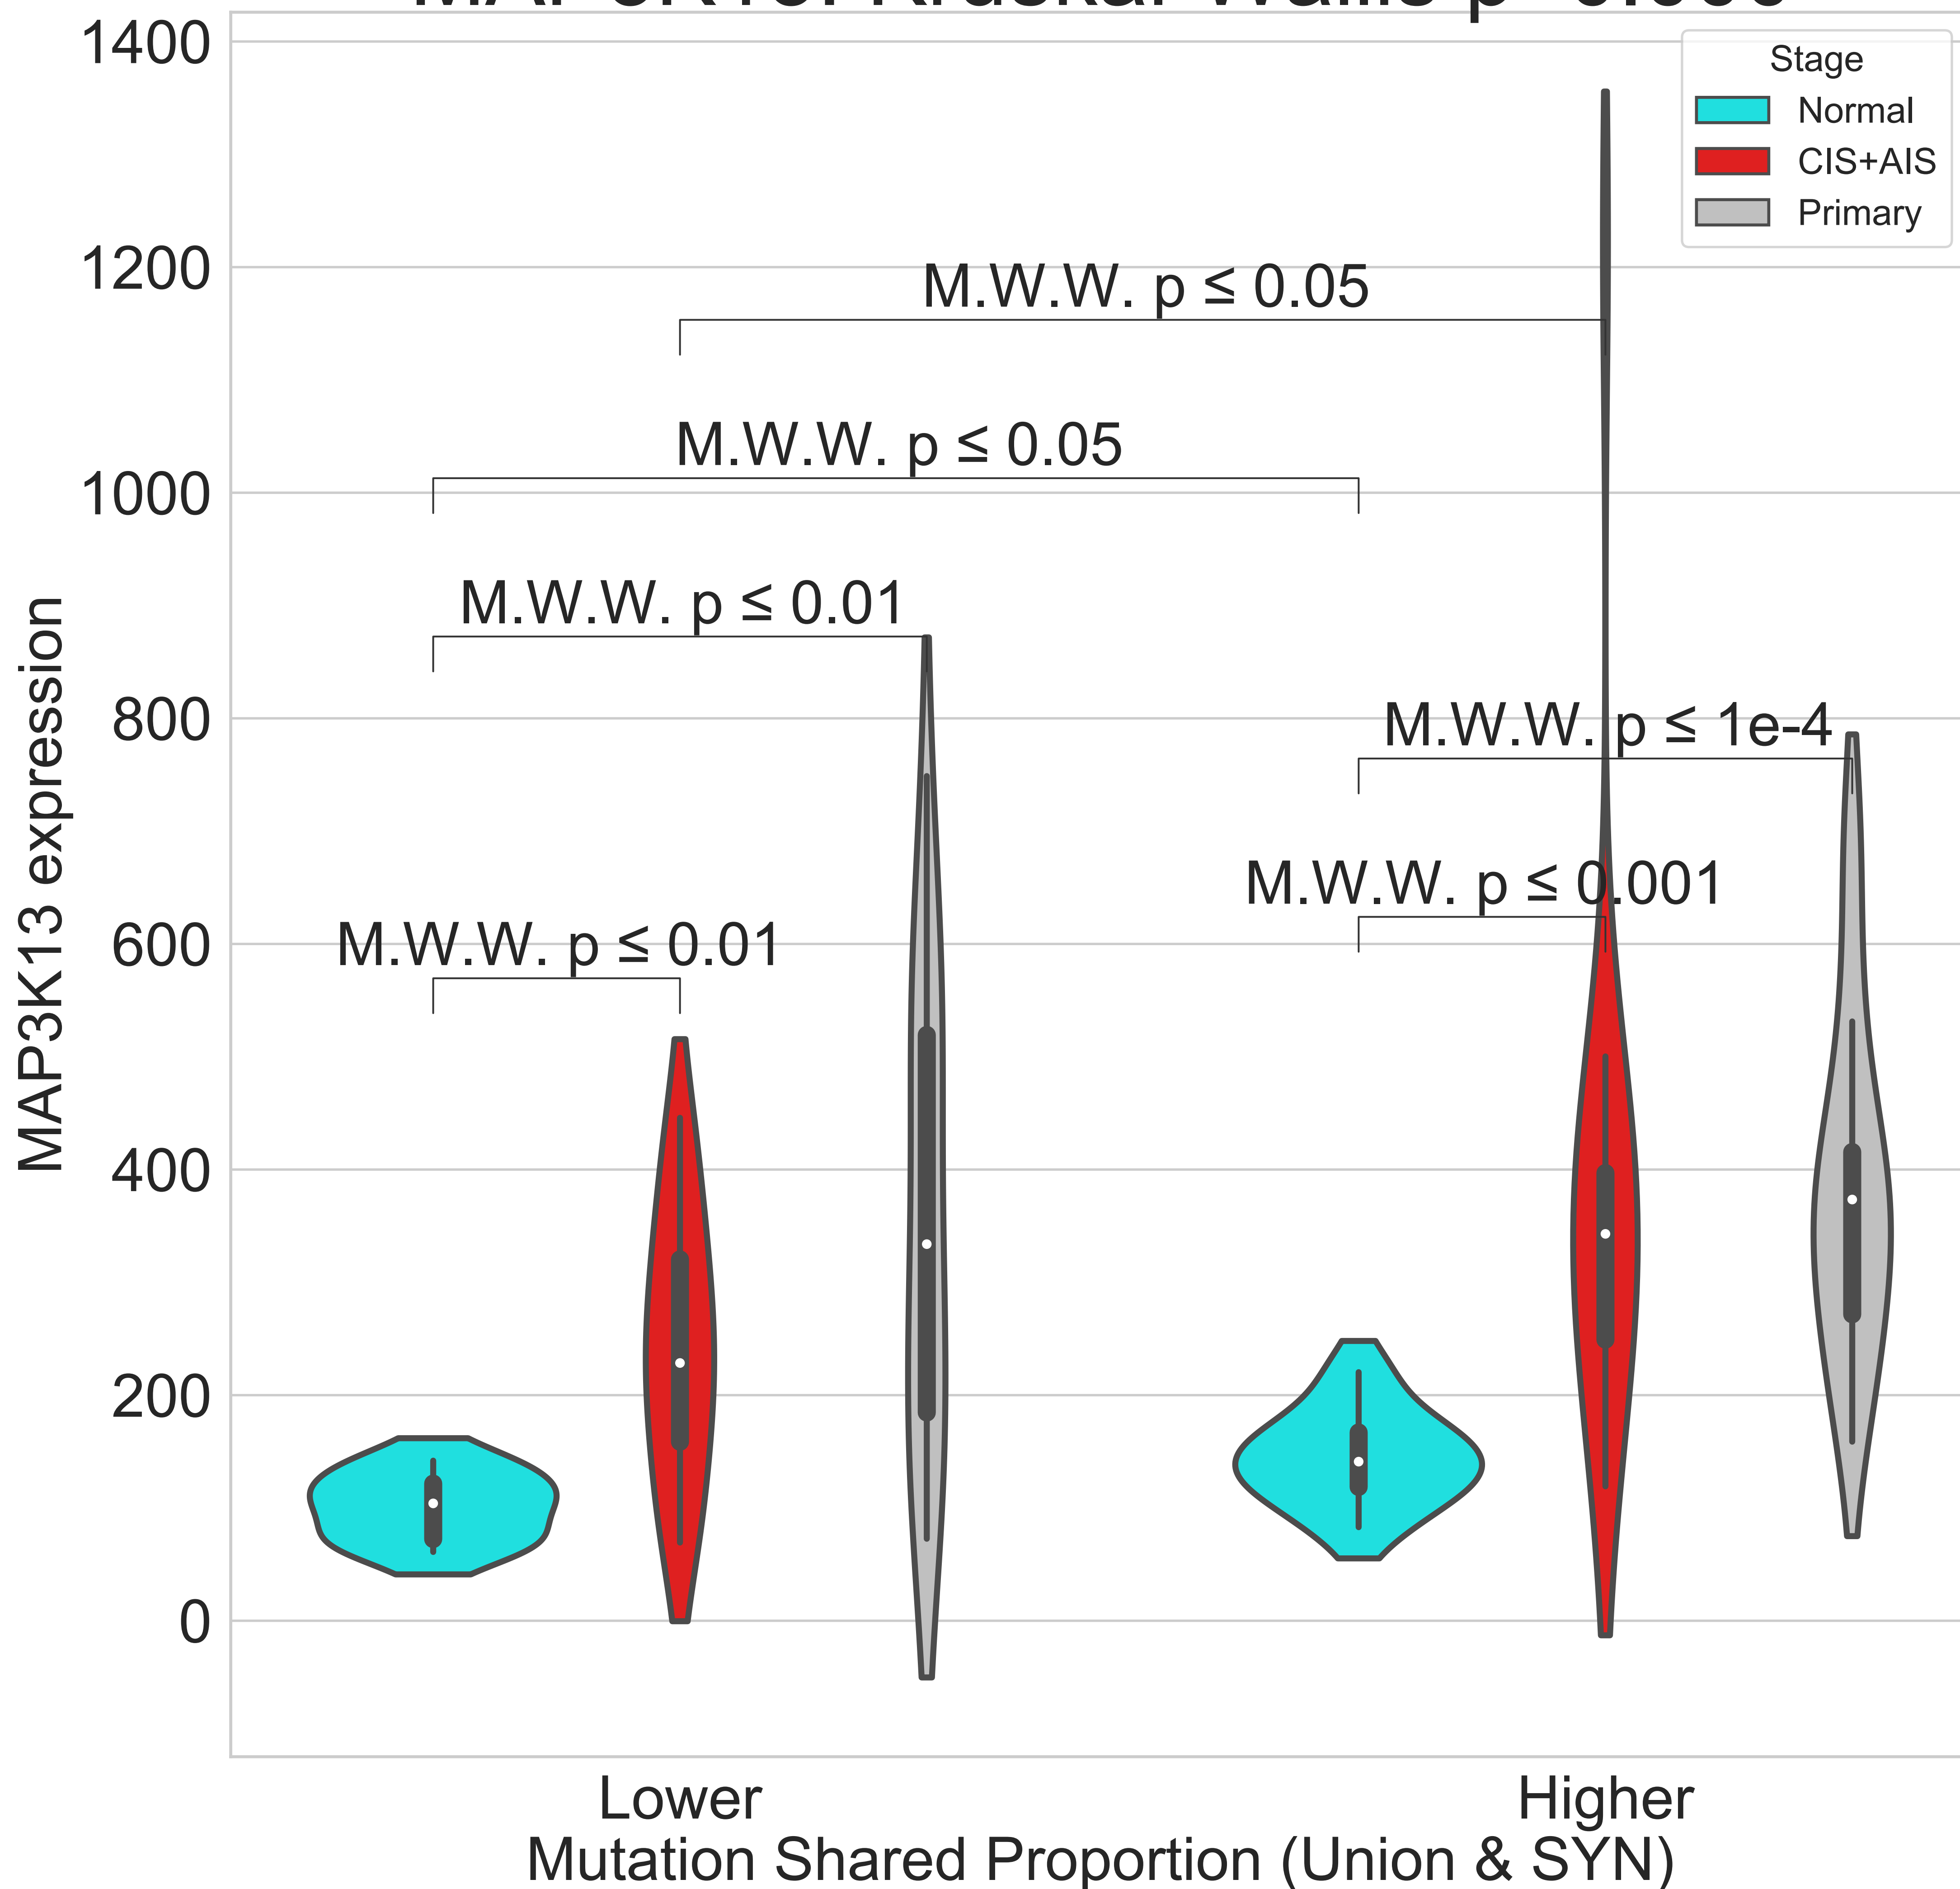 1400
Stage
Normal
CIS+AIS
Primary
1200
M.W.W. p ≤ 0.05
M.W.W. p ≤ 0.05
1000
M.W.W. p ≤ 0.01
800
M.W.W. p ≤ 1e-4
M.W.W. p ≤ 0.001
600
M.W.W. p ≤ 0.01
400
200
0
MAP3K13 expression
Lower
Higher
Mutation Shared Proportion (Union & SYN)